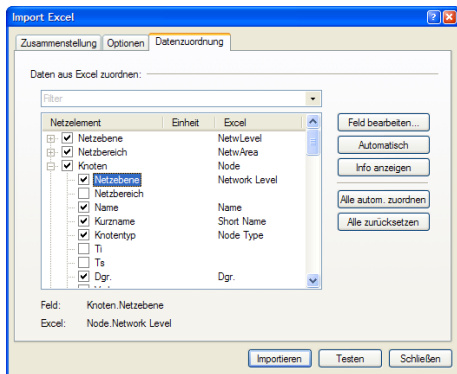 Import Excel
Zusammenstellung Optionen Datenzuordnung
Daten aus Excel zuordnen:
Filter
Netzelement Einheit Excel
Netzebene NetwLevel
Netzbereich NetwArea
Knoten Node
Netzebene Network Level
Netzbereich
Name Name
Kurzname Short Name
Knotentyp Node Type
Ti
Ts
Dgr. Dgr.
Feld bearbeiten...
Automatisch
Info anzeigen
Alle autom. zuordnen
Alle zurücksetzen
Feld: Knoten.Netzebene
Excel: Node.Network Level
Importieren Testen Schließen